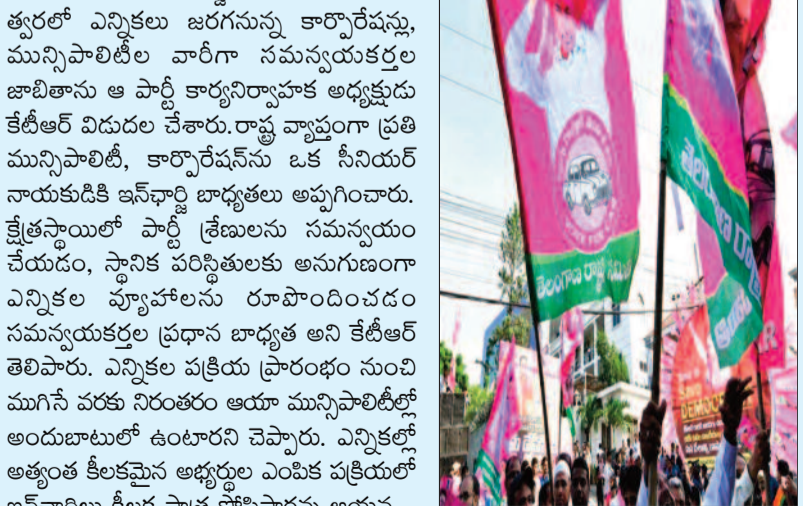 త్వరలో ఎన్నికలు జరగనున్న కార్పొరేషన్లు,
మున్సిపాలిటీల వారీగా సమన్వయకర్తల
జాబితాను ఆ పార్టీ కార్యనిర్వాహక అధ్యక్షుడు
కేటీఆర్ విడుదల చేశారు.రాష్ట్ర వ్యాప్తంగా ప్రతి
మున్సిపాలిటీ, కార్పొరేషన్‌ను ఒక సీనియర్
నాయకుడికి ఇన్‌ఛార్జి బాధ్యతలు అప్పగించారు.
క్షేత్రస్థాయిలో పార్టీ శ్రేణులను సమన్వయం
చేయడం, స్థానిక పరిస్థితులకు అనుగుణంగా
ఎన్నికల వ్యూహాలను రూపొందించడం
సమన్వయకర్తల ప్రధాన బాధ్యత అని కేటీఆర్
తెలిపారు. ఎన్నికల పక్రియ ప్రారంభం నుంచి
ముగిసే వరకు నిరంతరం ఆయా మున్సిపాలిటీల్లో
అందుబాటులో ఉంటారని చెప్పారు. ఎన్నికల్లో
అత్యంత కీలకమైన అభ్యర్థుల ఎంపిక పక్రియలో
తెలంగాణ రాష్ట్ర సమితి
తెలంగాణ రాష్ట్ర